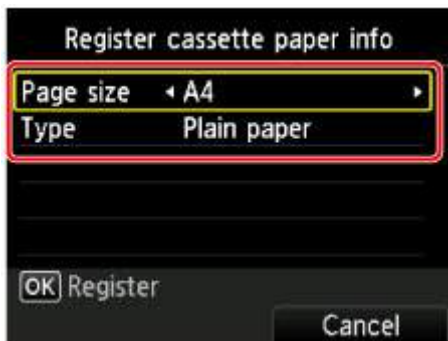 Register cassette paper info
Page size A4
Type Plain paper
OK Register
Cancel